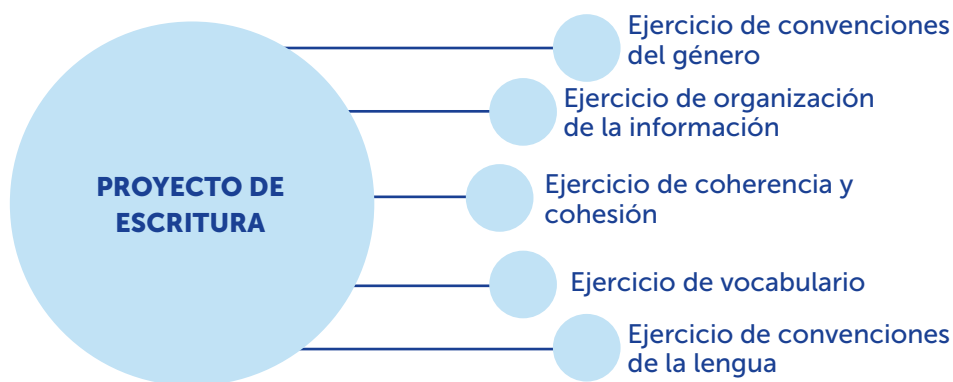 PROYECTO DE
ESCRITURA
Ejercicio de convenciones
del género
Ejercicio de organización
de la información
Ejercicio de coherencia y
cohesión
Ejercicio de vocabulario
Ejercicio de convenciones
de la lengua